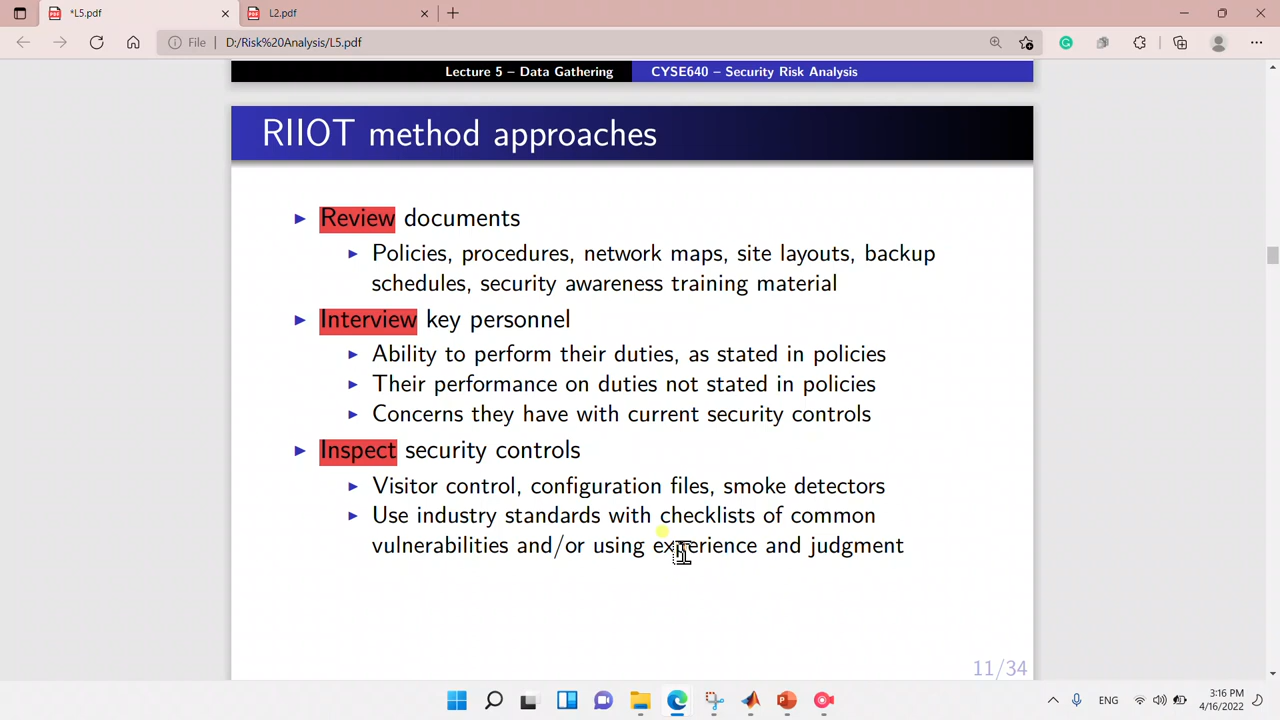 *L5.pdf
L2.pdf
File
D:/Risk%20Analysis/L5.pdf
Lecture 5 – Data Gathering
CYSE640 – Security Risk Analysis
RIIOT method approaches
Review documents
Policies, procedures, network maps, site layouts, backup
schedules, security awareness training material
Interview key personnel
Ability to perform their duties, as stated in policies
Their performance on duties not stated in policies
Concerns they have with current security controls
Inspect security controls
Visitor control, configuration files, smoke detectors
Use industry standards with checklists of common
vulnerabilities and/or using experience and judgment
11/34
ENG
3:16 PM
4/16/2022